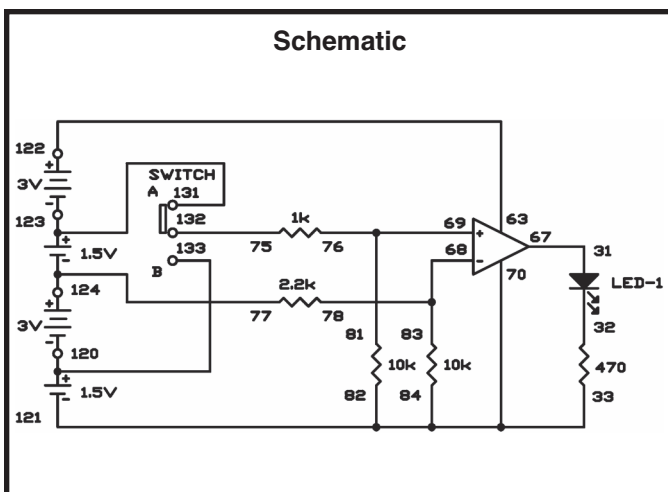 Schematic
122
+
3V
-
123
+
1.5V
-
124
+
3V
-
120
+
1.5V
-
121
SWITCH
A
131
132
133
B
75
1k
76
77
2.2k
78
81
10k
82
83
10k
84
69
+
68
-
63
67
70
31
LED-1
32
470
33